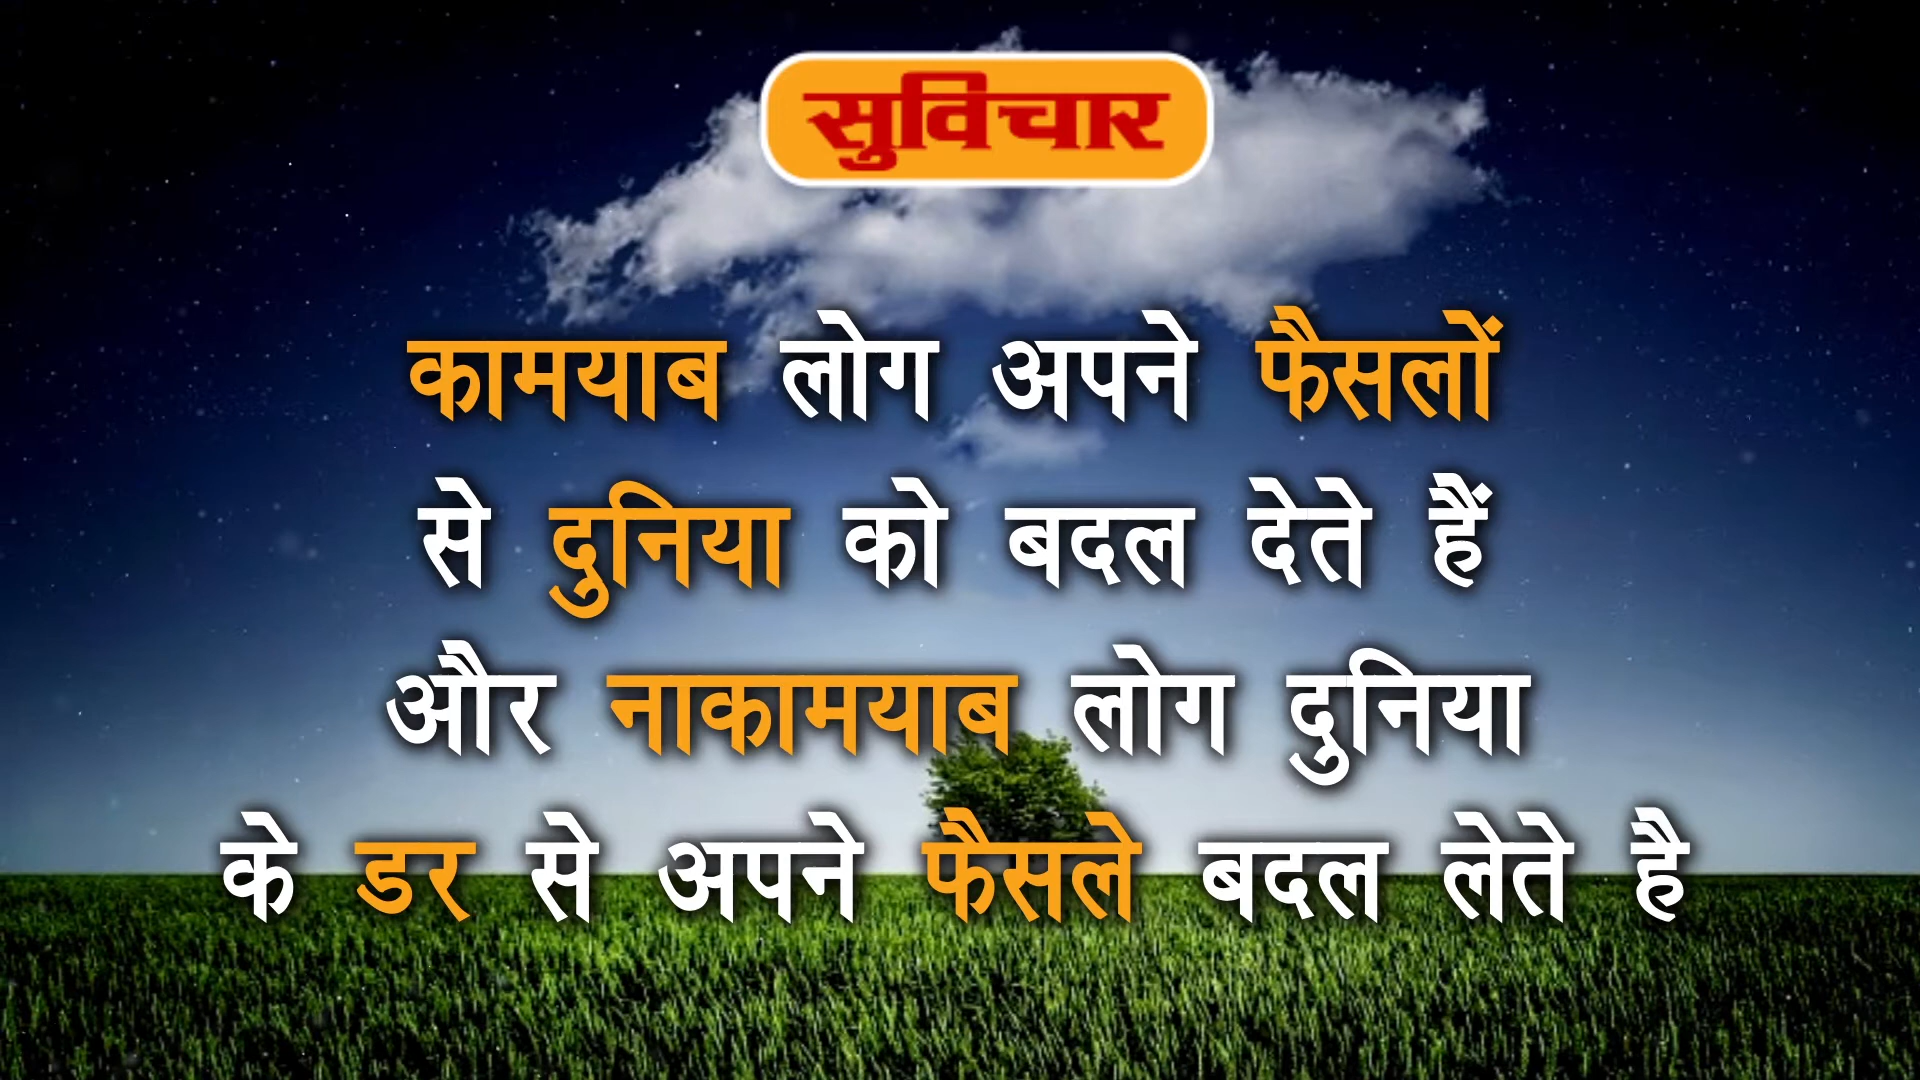 सुविचार
कामयाब लोग अपने फैसलों
से दुनिया को बदल देते हैं
और नाकामयाब लोग दुनिया
के डर से अपने फैसले बदल लेते है